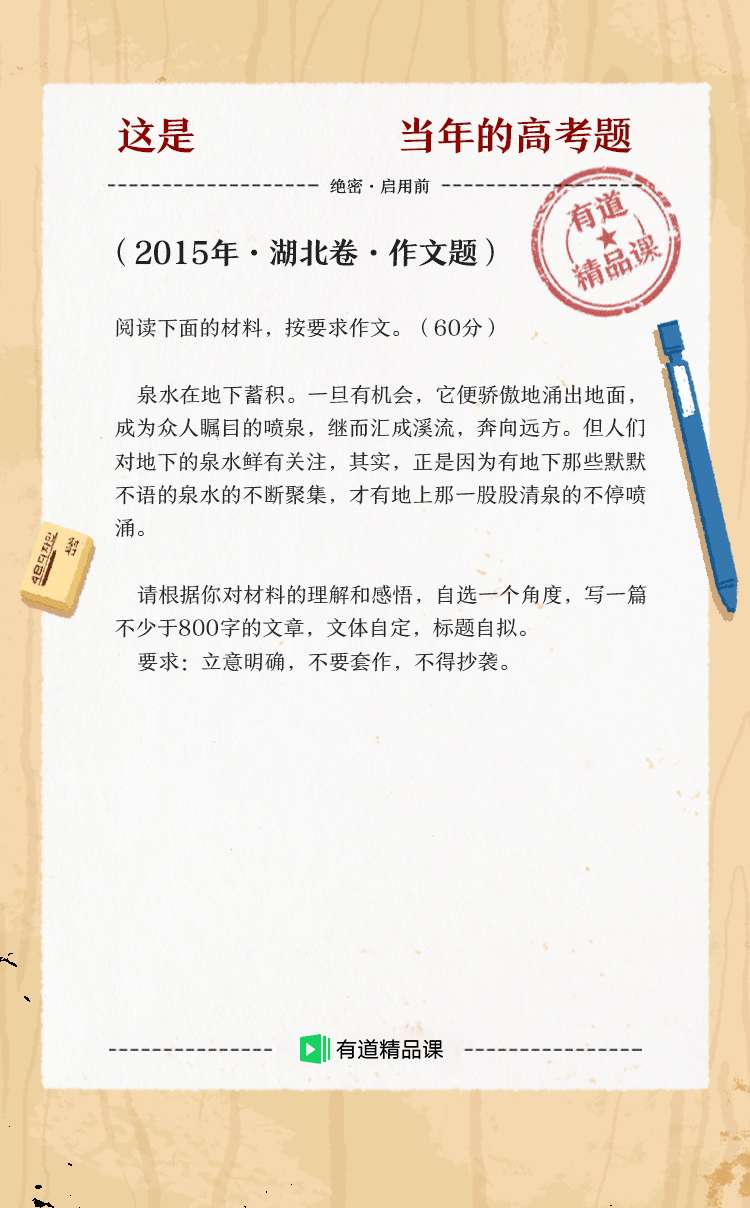 这是 当年的高考题
绝密·启用前
有道
精品课
（2015年·湖北卷·作文题）
阅读下面的材料，按要求作文。（60分）
泉水在地下蓄积。一旦有机会，它便骄傲地涌出地面，
成为众人瞩目的喷泉，继而汇成溪流，奔向远方。但人们
对地下的泉水鲜有关注，其实，正是因为有地下那些默默
不语的泉水的不断聚集，才有地上那一股股清泉的不停喷
涌。
请根据你对材料的理解和感悟，自选一个角度，写一篇
不少于800字的文章，文体自定，标题自拟。
要求：立意明确，不要套作，不得抄袭。
有道精品课